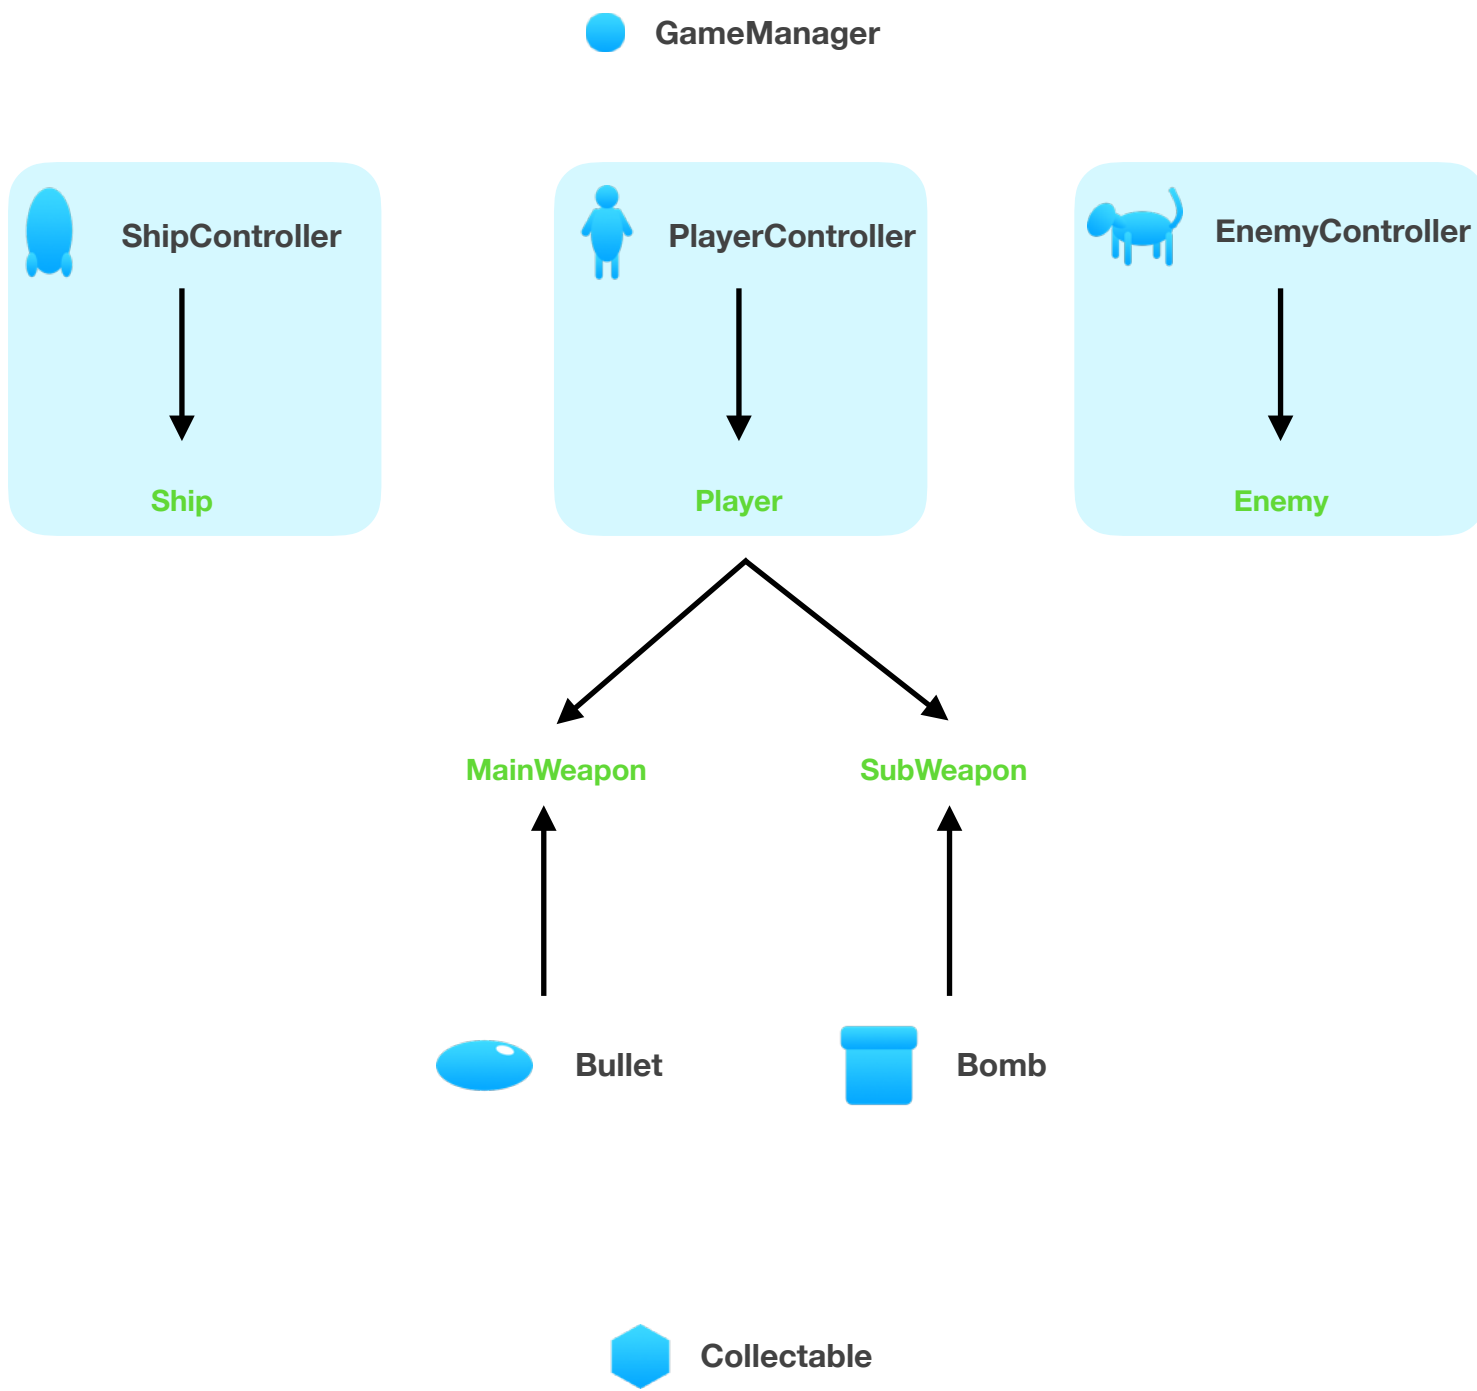 GameManager
ShipController
PlayerController
EnemyController
Ship
Player
Enemy
MainWeapon
SubWeapon
Bullet
Bomb
Collectable